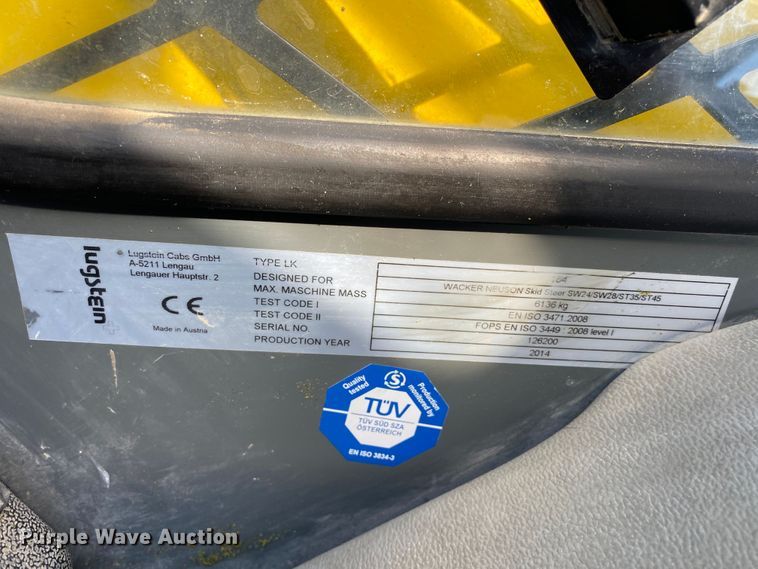 lugstein
Lugstein Cabs GmbH
A-5211 Lengau
Lengauer Hauptstr. 2
CE
Made in Austria
TYPE LK
DESIGNED FOR WACKER NEUSON Skid Steer SW24/SW28/ST35/ST45
MAX. MASCHINE MASS 6136 kg
TEST CODE I EN ISO 3471:2008
TEST CODE II FOPS EN ISO 3449 : 2008 level I
SERIAL NO. 126200
PRODUCTION YEAR 2014
Quality tested
Production monitored by
S
TÜV
TÜV SÜD SZA
ÖSTERREICH
EN ISO 3834-3
Purple Wave Auction